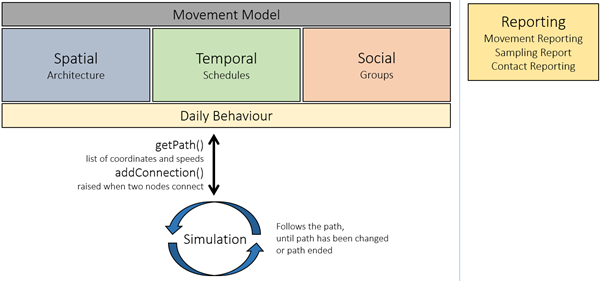 Movement Model
Spatial
Architecture
Temporal
Schedules
Social
Groups
Daily Behaviour
getPath()
list of coordinates and speeds
addConnection()
raised when two nodes connect
Simulation
Follows the path,
until path has been changed
or path ended
Reporting
Movement Reporting
Sampling Report
Contact Reporting